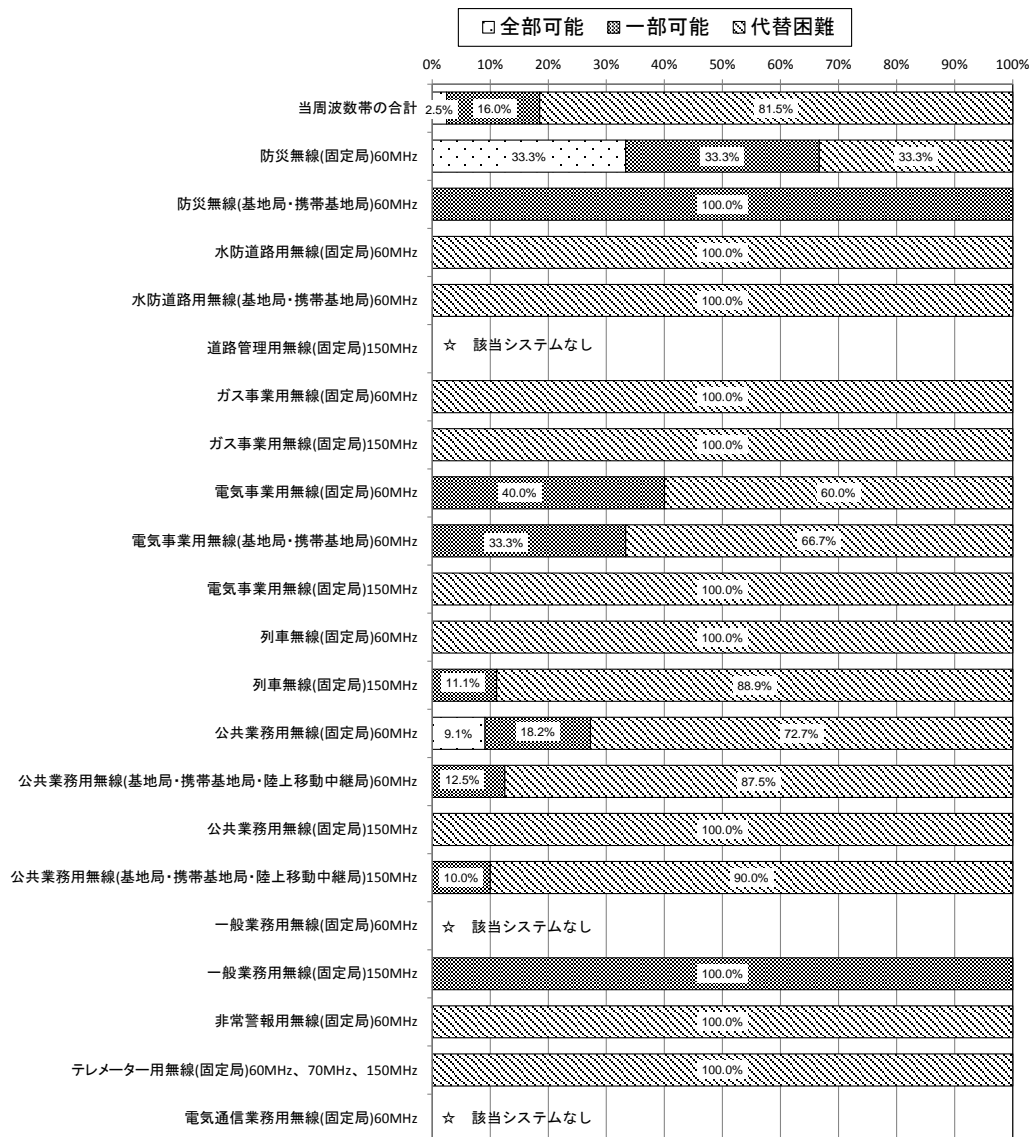 全部可能 一部可能 代替困難
0% 10% 20% 30% 40% 50% 60% 70% 80% 90% 100%
当周波数帯の合計 2.5% 16.0% 81.5%
防災無線(固定局)60MHz 33.3% 33.3% 33.3%
防災無線(基地局・携帯基地局)60MHz 100.0%
水防道路用無線(固定局)60MHz 100.0%
水防道路用無線(基地局・携帯基地局)60MHz 100.0%
道路管理用無線(固定局)150MHz ☆ 該当システムなし
ガス事業用無線(固定局)60MHz 100.0%
ガス事業用無線(固定局)150MHz 100.0%
電気事業用無線(固定局)60MHz 40.0% 60.0%
電気事業用無線(基地局・携帯基地局)60MHz 33.3% 66.7%
電気事業用無線(固定局)150MHz 100.0%
列車無線(固定局)60MHz 100.0%
列車無線(固定局)150MHz 11.1% 88.9%
公共業務用無線(固定局)60MHz 9.1% 18.2% 72.7%
公共業務用無線(基地局・携帯基地局・陸上移動中継局)60MHz 12.5% 87.5%
公共業務用無線(固定局)150MHz 100.0%
公共業務用無線(基地局・携帯基地局・陸上移動中継局)150MHz 10.0% 90.0%
一般業務用無線(固定局)60MHz ☆ 該当システムなし
一般業務用無線(固定局)150MHz 100.0%
非常警報用無線(固定局)60MHz 100.0%
テレメーター用無線(固定局)60MHz、70MHz、150MHz 100.0%
電気通信業務用無線(固定局)60MHz ☆ 該当システムなし